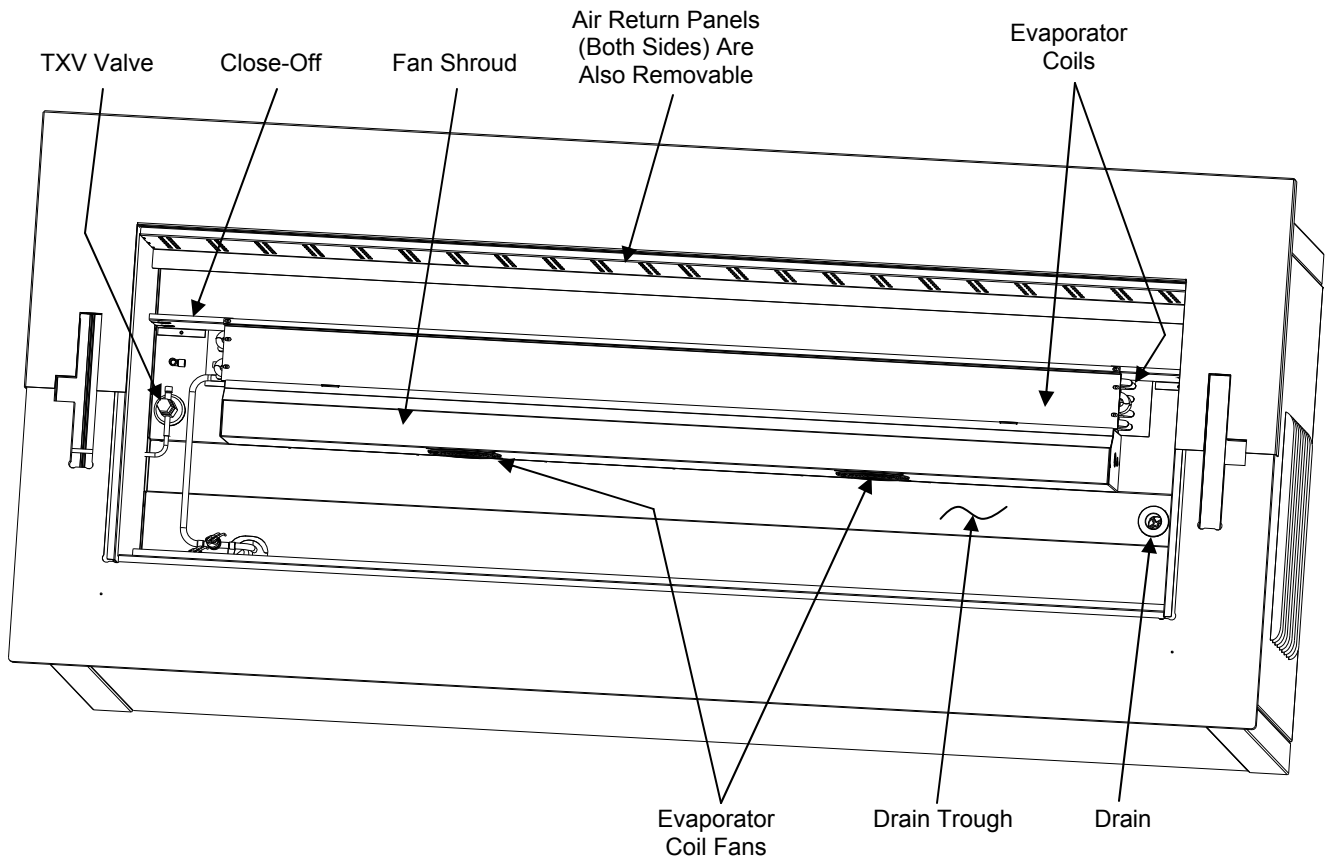 Air Return Panels
(Both Sides) Are
Also Removable
Evaporator
Coils
TXV Valve
Close-Off
Fan Shroud
Evaporator
Coil Fans
Drain Trough
Drain